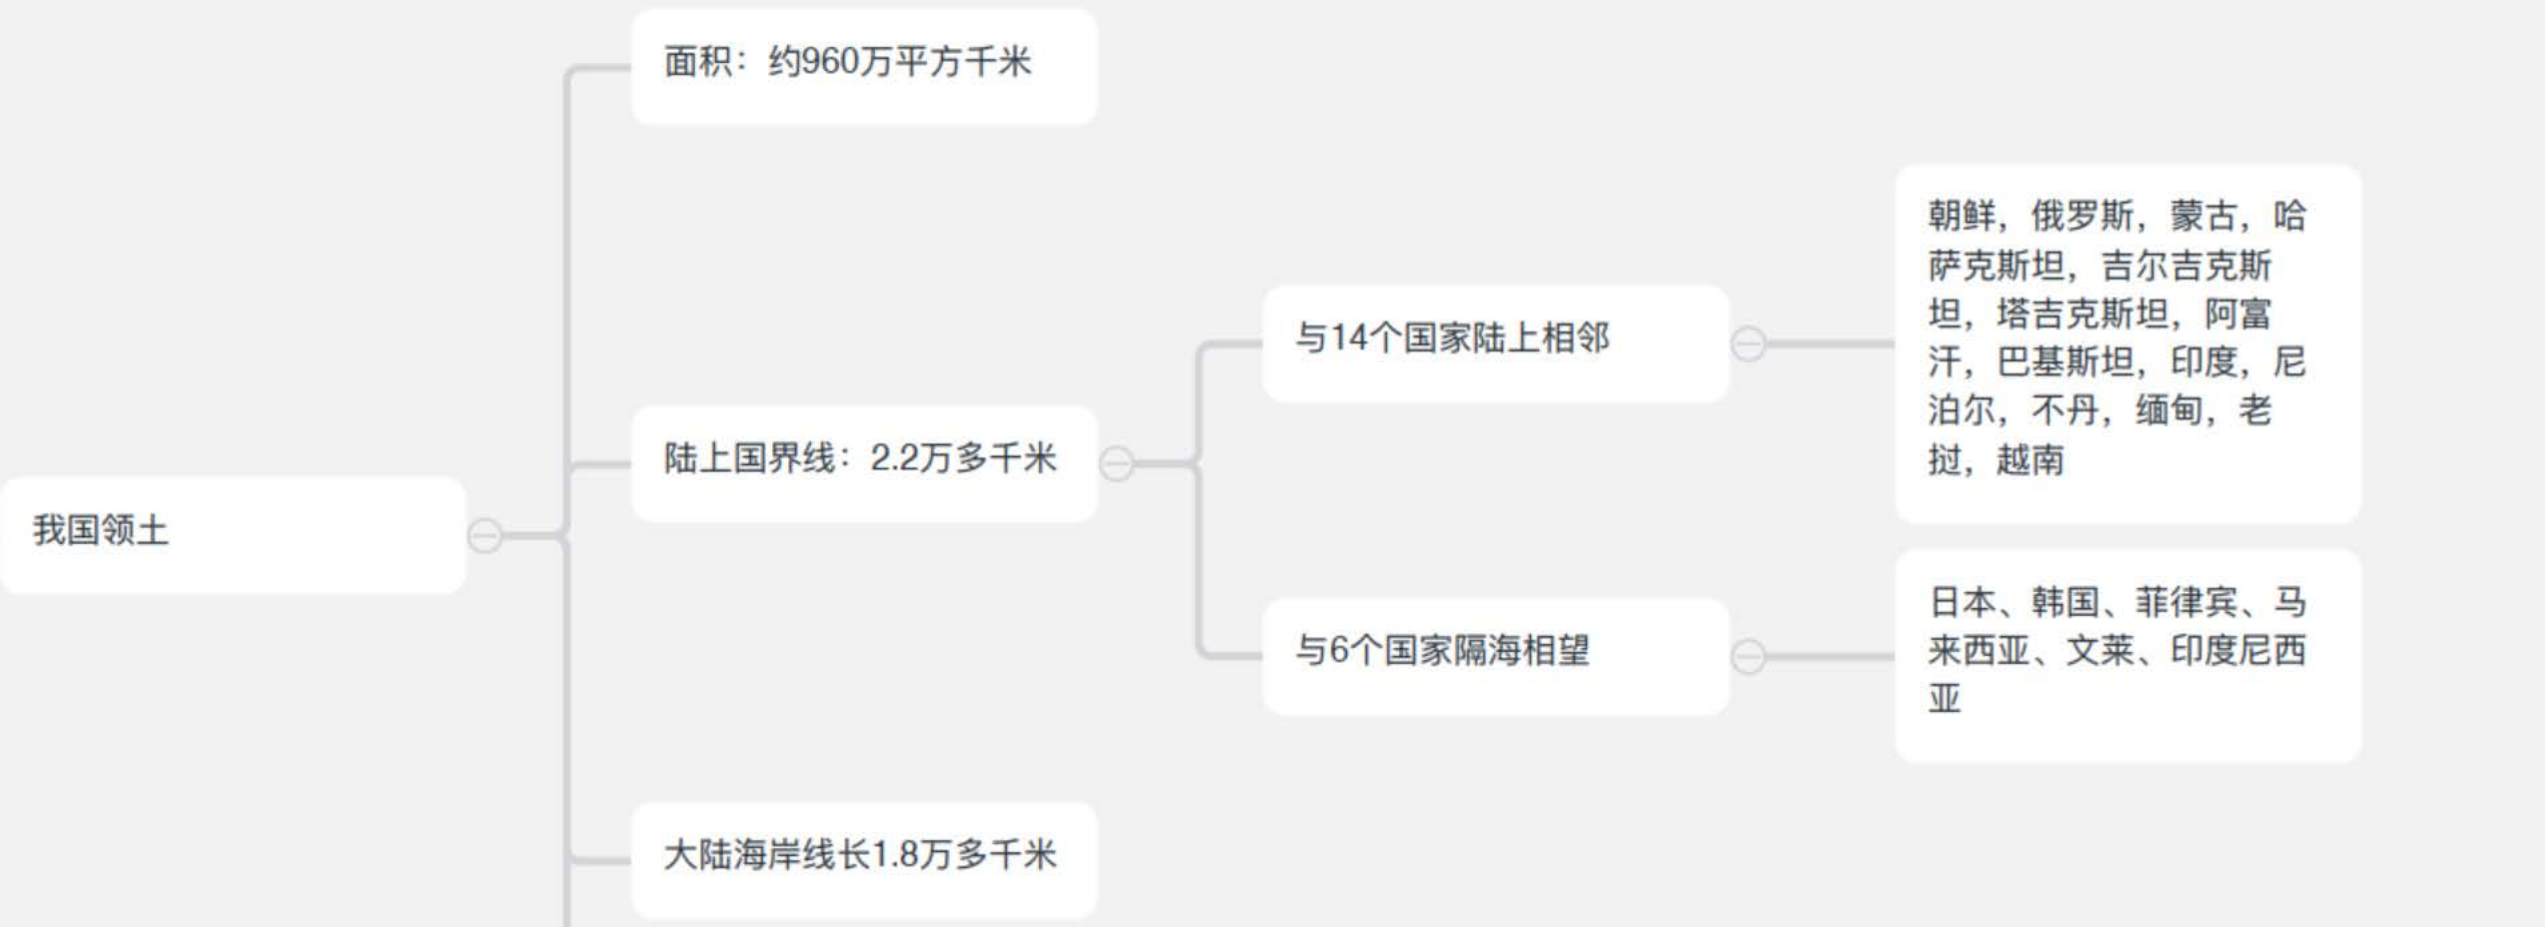 我国领土
面积：约960万平方千米
陆上国界线：2.2万多千米
与14个国家陆上相邻
朝鲜，俄罗斯，蒙古，哈
萨克斯坦，吉尔吉克斯
坦，塔吉克斯坦，阿富
汗，巴基斯坦，印度，尼
泊尔，不丹，缅甸，老
挝，越南
与6个国家隔海相望
日本、韩国、菲律宾、马
来西亚、文莱、印度尼西
亚
大陆海岸线长1.8万多千米